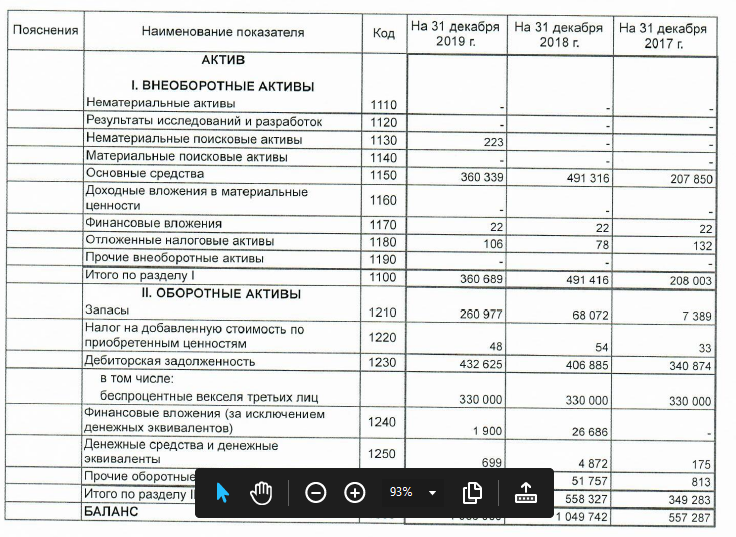 Пояснения Наименование показателя Код На 31 декабря 2019 г. На 31 декабря 2018 г. На 31 декабря 2017 г.
АКТИВ
I. ВНЕОБОРОТНЫЕ АКТИВЫ
Нематериальные активы 1110 - - -
Результаты исследований и разработок 1120 - - -
Нематериальные поисковые активы 1130 223 - -
Материальные поисковые активы 1140 - - -
Основные средства 1150 360 339 491 316 207 850
Доходные вложения в материальные
ценности 1160 - - -
Финансовые вложения 1170 22 22 22
Отложенные налоговые активы 1180 106 78 132
Прочие внеоборотные активы 1190 - - -
Итого по разделу I 1100 360 689 491 416 208 003
II. ОБОРОТНЫЕ АКТИВЫ
Запасы 1210 260 977 68 072 7 389
Налог на добавленную стоимость по
приобретенным ценностям 1220 48 54 33
Дебиторская задолженность 1230 432 625 406 885 340 874
в том числе:
беспроцентные векселя третьих лиц 330 000 330 000 330 000
Финансовые вложения (за исключением
денежных эквивалентов) 1240 1 900 26 686 -
Денежные средства и денежные
эквиваленты 1250 699 4 872 175
Прочие оборотные 51 757 813
Итого по разделу II 558 327 349 283
БАЛАНС 1 049 742 557 287
93%